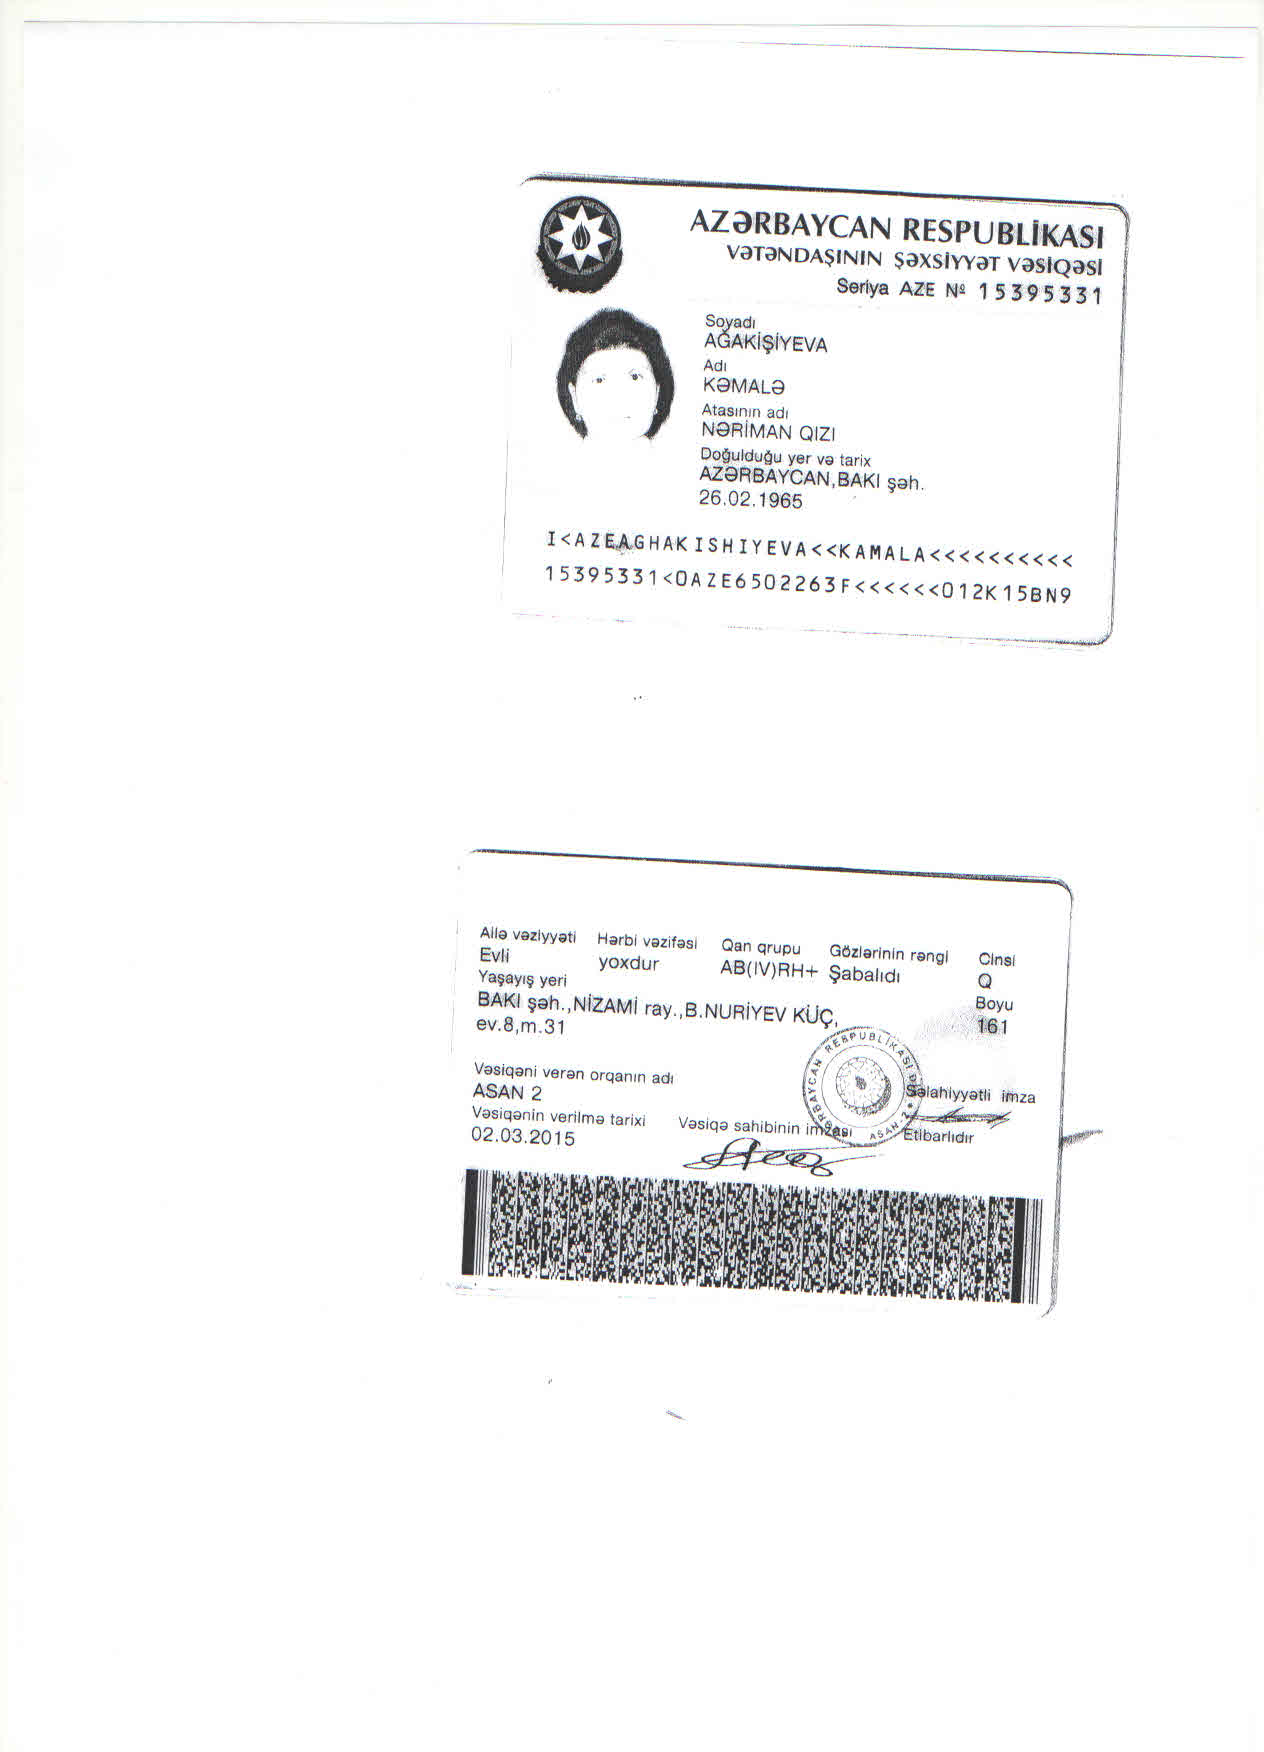 AZƏRBAYCAN RESPUBLİKASI
VƏTƏNDAŞININ ŞƏXSİYYƏT VƏSİQƏSİ
Seriya AZE № 15395331
Soyadı
AĞAKİŞİYEVA
Adı
KƏMALƏ
Atasının adı
NƏRİMAN QIZI
Doğulduğu yer və tarix
AZƏRBAYCAN,BAKI şəh.
26.02.1965
I<AZEAGHAKISHIYEVA<<KAMALA<<<<<<<<<<
15395331<0AZE6502263F<<<<<<012K15BN9
Ailə vəziyyəti Hərbi vəzifəsi Qan qrupu Gözlərinin rəngi Cinsi
Evli yoxdur AB(IV)RH+ Şabalıdı Q
Yaşayış yeri Boyu
BAKI şəh.,NİZAMİ ray.,B.NURİYEV KÜÇ, 161
ev.8,m.31
Vəsiqəni verən orqanın adı
ASAN 2 Səlahiyyətli imza
Vəsiqənin verilmə tarixi Vəsiqə sahibinin imzası Etibarlıdır
02.03.2015
RESPUBLİKASI
ASAN-2